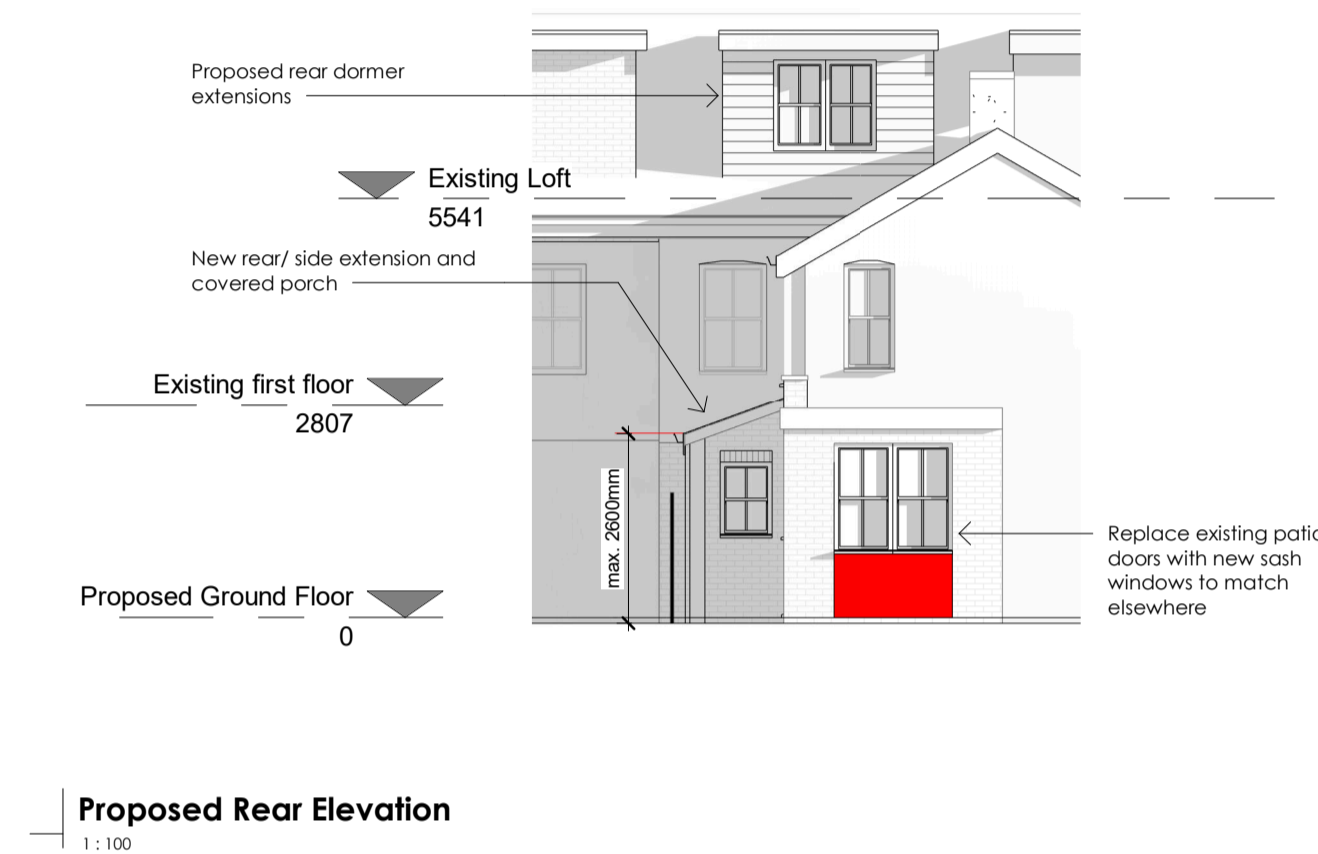 Proposed rear dormer
extensions
Existing Loft
5541
New rear/ side extension and
covered porch
Existing first floor
2807
max. 2600mm
Replace existing patio
doors with new sash
windows to match
elsewhere
Proposed Ground Floor
0
Proposed Rear Elevation
1 : 100